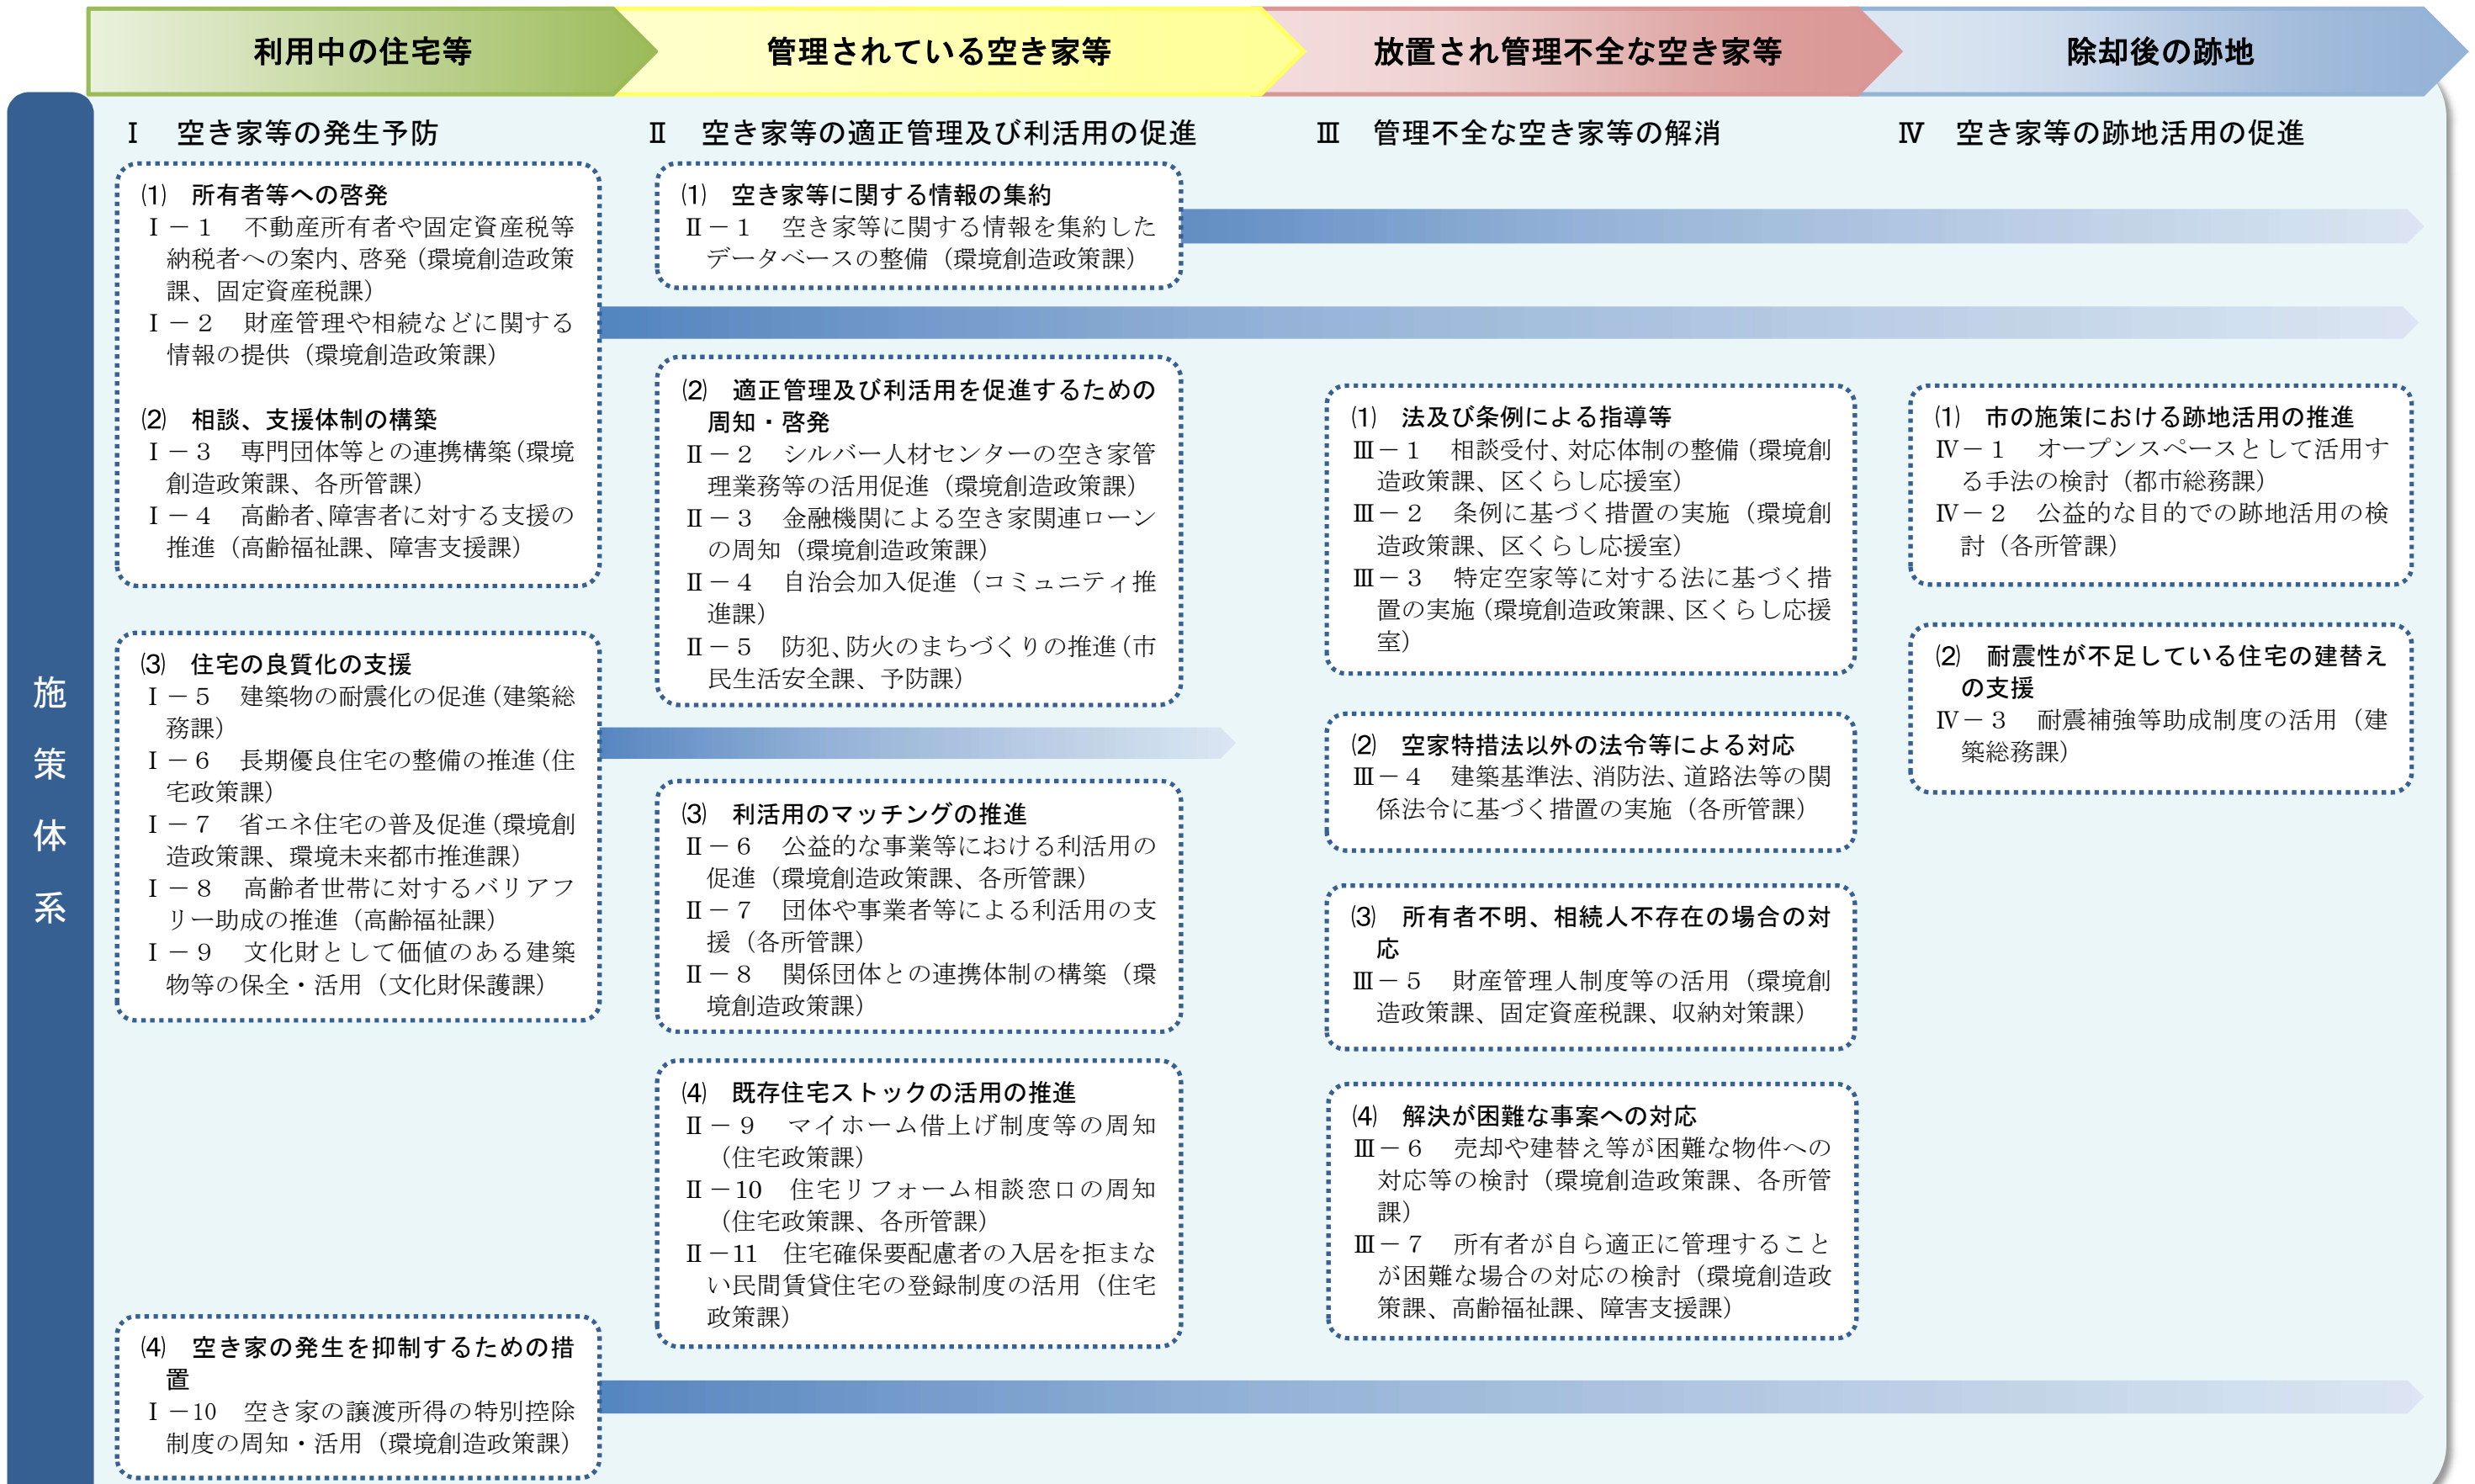 利用中の住宅等
管理されている空き家等
放置され管理不全な空き家等
除却後の跡地
施策体系
Ⅰ　空き家等の発生予防
⑴　所有者等への啓発
Ⅰ－１　不動産所有者や固定資産税等
納税者への案内、啓発（環境創造政策
課、固定資産税課）
Ⅰ－２　財産管理や相続などに関する
情報の提供（環境創造政策課）
⑵　相談、支援体制の構築
Ⅰ－３　専門団体等との連携構築（環境
創造政策課、各所管課）
Ⅰ－４　高齢者、障害者に対する支援の
推進（高齢福祉課、障害支援課）
⑶　住宅の良質化の支援
Ⅰ－５　建築物の耐震化の促進（建築総
務課）
Ⅰ－６　長期優良住宅の整備の推進（住
宅政策課）
Ⅰ－７　省エネ住宅の普及促進（環境創
造政策課、環境未来都市推進課）
Ⅰ－８　高齢者世帯に対するバリアフ
リー助成の推進（高齢福祉課）
Ⅰ－９　文化財として価値のある建築
物等の保全・活用（文化財保護課）
⑷　空き家の発生を抑制するための措
置
Ⅰ－10　空き家の譲渡所得の特別控除
制度の周知・活用（環境創造政策課）
Ⅱ　空き家等の適正管理及び利活用の促進
⑴　空き家等に関する情報の集約
Ⅱ－１　空き家等に関する情報を集約した
データベースの整備（環境創造政策課）
⑵　適正管理及び利活用を促進するための
周知・啓発
Ⅱ－２　シルバー人材センターの空き家管
理業務等の活用促進（環境創造政策課）
Ⅱ－３　金融機関による空き家関連ローン
の周知（環境創造政策課）
Ⅱ－４　自治会加入促進（コミュニティ推
進課）
Ⅱ－５　防犯、防火のまちづくりの推進（市
民生活安全課、予防課）
⑶　利活用のマッチングの推進
Ⅱ－６　公益的な事業等における利活用の
促進（環境創造政策課、各所管課）
Ⅱ－７　団体や事業者等による利活用の支
援（各所管課）
Ⅱ－８　関係団体との連携体制の構築（環
境創造政策課）
⑷　既存住宅ストックの活用の推進
Ⅱ－９　マイホーム借上げ制度等の周知
（住宅政策課）
Ⅱ－10　住宅リフォーム相談窓口の周知
（住宅政策課、各所管課）
Ⅱ－11　住宅確保要配慮者の入居を拒まな
い民間賃貸住宅の登録制度の活用（住宅
政策課）
Ⅲ　管理不全な空き家等の解消
⑴　法及び条例による指導等
Ⅲ－１　相談受付、対応体制の整備（環境創
造政策課、区くらし応援室）
Ⅲ－２　条例に基づく措置の実施（環境創
造政策課、区くらし応援室）
Ⅲ－３　特定空家等に対する法に基づく措
置の実施（環境創造政策課、区くらし応援
室）
⑵　空家特措法以外の法令等による対応
Ⅲ－４　建築基準法、消防法、道路法等の関
係法令に基づく措置の実施（各所管課）
⑶　所有者不明、相続人不存在の場合の対
応
Ⅲ－５　財産管理人制度等の活用（環境創
造政策課、固定資産税課、収納対策課）
⑷　解決が困難な事案への対応
Ⅲ－６　売却や建替え等が困難な物件への
対応等の検討（環境創造政策課、各所管
課）
Ⅲ－７　所有者が自ら適正に管理すること
が困難な場合の対応の検討（環境創造政
策課、高齢福祉課、障害支援課）
Ⅳ　空き家等の跡地活用の促進
⑴　市の施策における跡地活用の推進
Ⅳ－１　オープンスペースとして活用す
る手法の検討（都市総務課）
Ⅳ－２　公益的な目的での跡地活用の検
討（各所管課）
⑵　耐震性が不足している住宅の建替え
の支援
Ⅳ－３　耐震補強等助成制度の活用（建
築総務課）